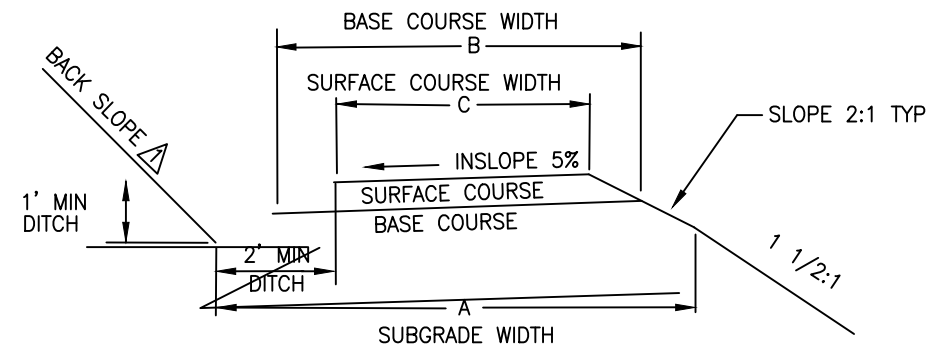 BASE COURSE WIDTH
B
SURFACE COURSE WIDTH
C
BACK SLOPE 1
SLOPE 2:1 TYP
INSLOPE 5%
SURFACE COURSE
BASE COURSE
1' MIN
DITCH
2' MIN
DITCH
1 1/2:1
A
SUBGRADE WIDTH